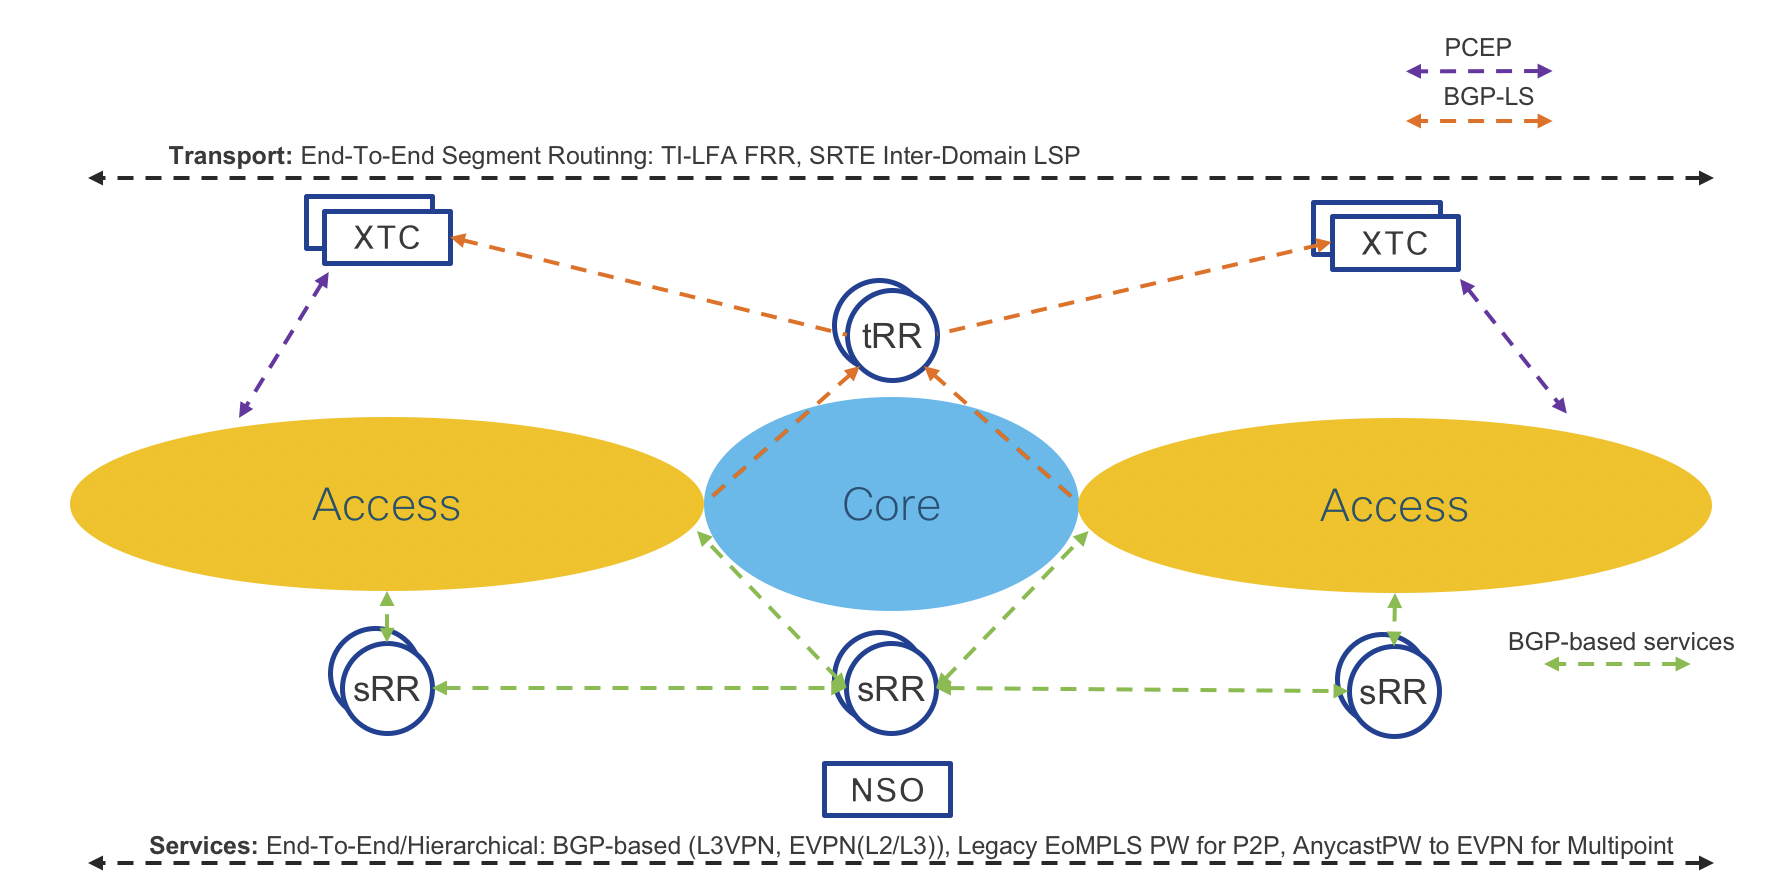 PCEP
BGP-LS
Transport: End-To-End Segment Routinng: TI-LFA FRR, SRTE Inter-Domain LSP
XTC
XTC
tRR
Access
Core
Access
BGP-based services
sRR
sRR
sRR
NSO
Services: End-To-End/Hierarchical: BGP-based (L3VPN, EVPN(L2/L3)), Legacy EoMPLS PW for P2P, AnycastPW to EVPN for Multipoint